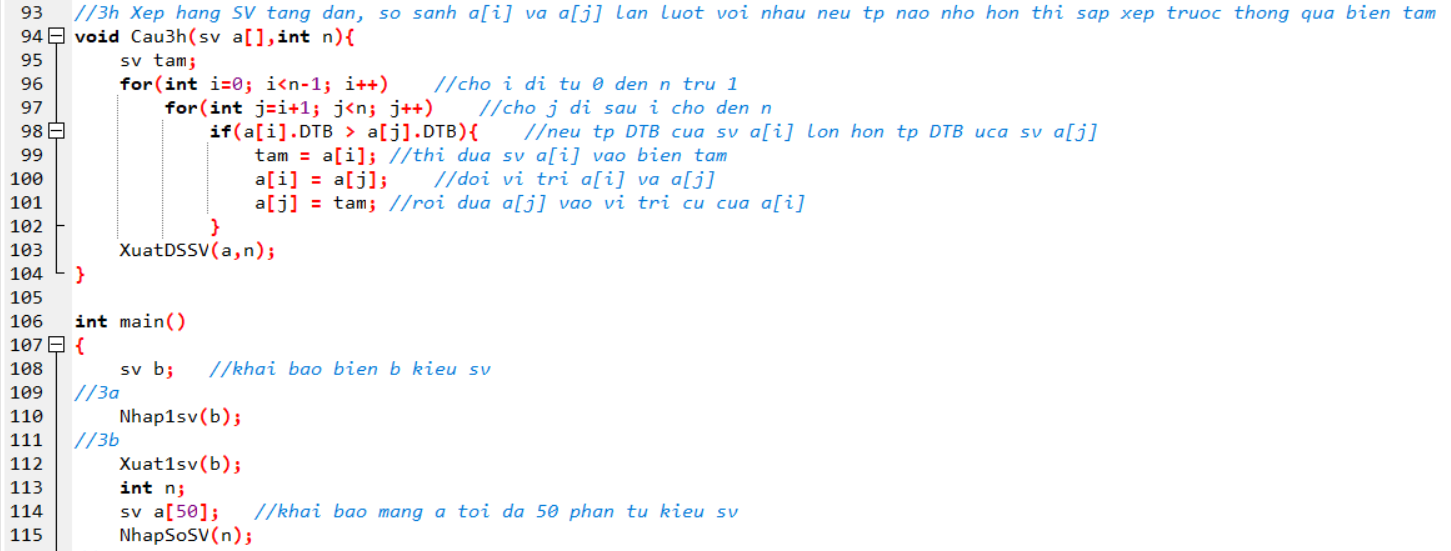 93 //3h Xep hang SV tang dan, so sanh a[i] va a[j] lan luot voi nhau neu tp nao nho hon thi sap xep truoc thong qua bien tam
94 void Cau3h(sv a[],int n){
95 sv tam;
96 for(int i=0; i<n-1; i++) //cho i di tu 0 den n tru 1
97 for(int j=i+1; j<n; j++) //cho j di sau i cho den n
98 if(a[i].DTB > a[j].DTB){ //neu tp DTB cua sv a[i] lon hon tp DTB uca sv a[j]
99 tam = a[i]; //thi dua sv a[i] vao bien tam
100 a[i] = a[j]; //doi vi tri a[i] va a[j]
101 a[j] = tam; //roi dua a[j] vao vi tri cu cua a[i]
102 }
103 XuatDSSV(a,n);
104 }
105
106 int main()
107 {
108 sv b; //khai bao bien b kieu sv
109 //3a
110 Nhap1sv(b);
111 //3b
112 Xuat1sv(b);
113 int n;
114 sv a[50]; //khai bao mang a toi da 50 phan tu kieu sv
115 NhapSoSV(n);